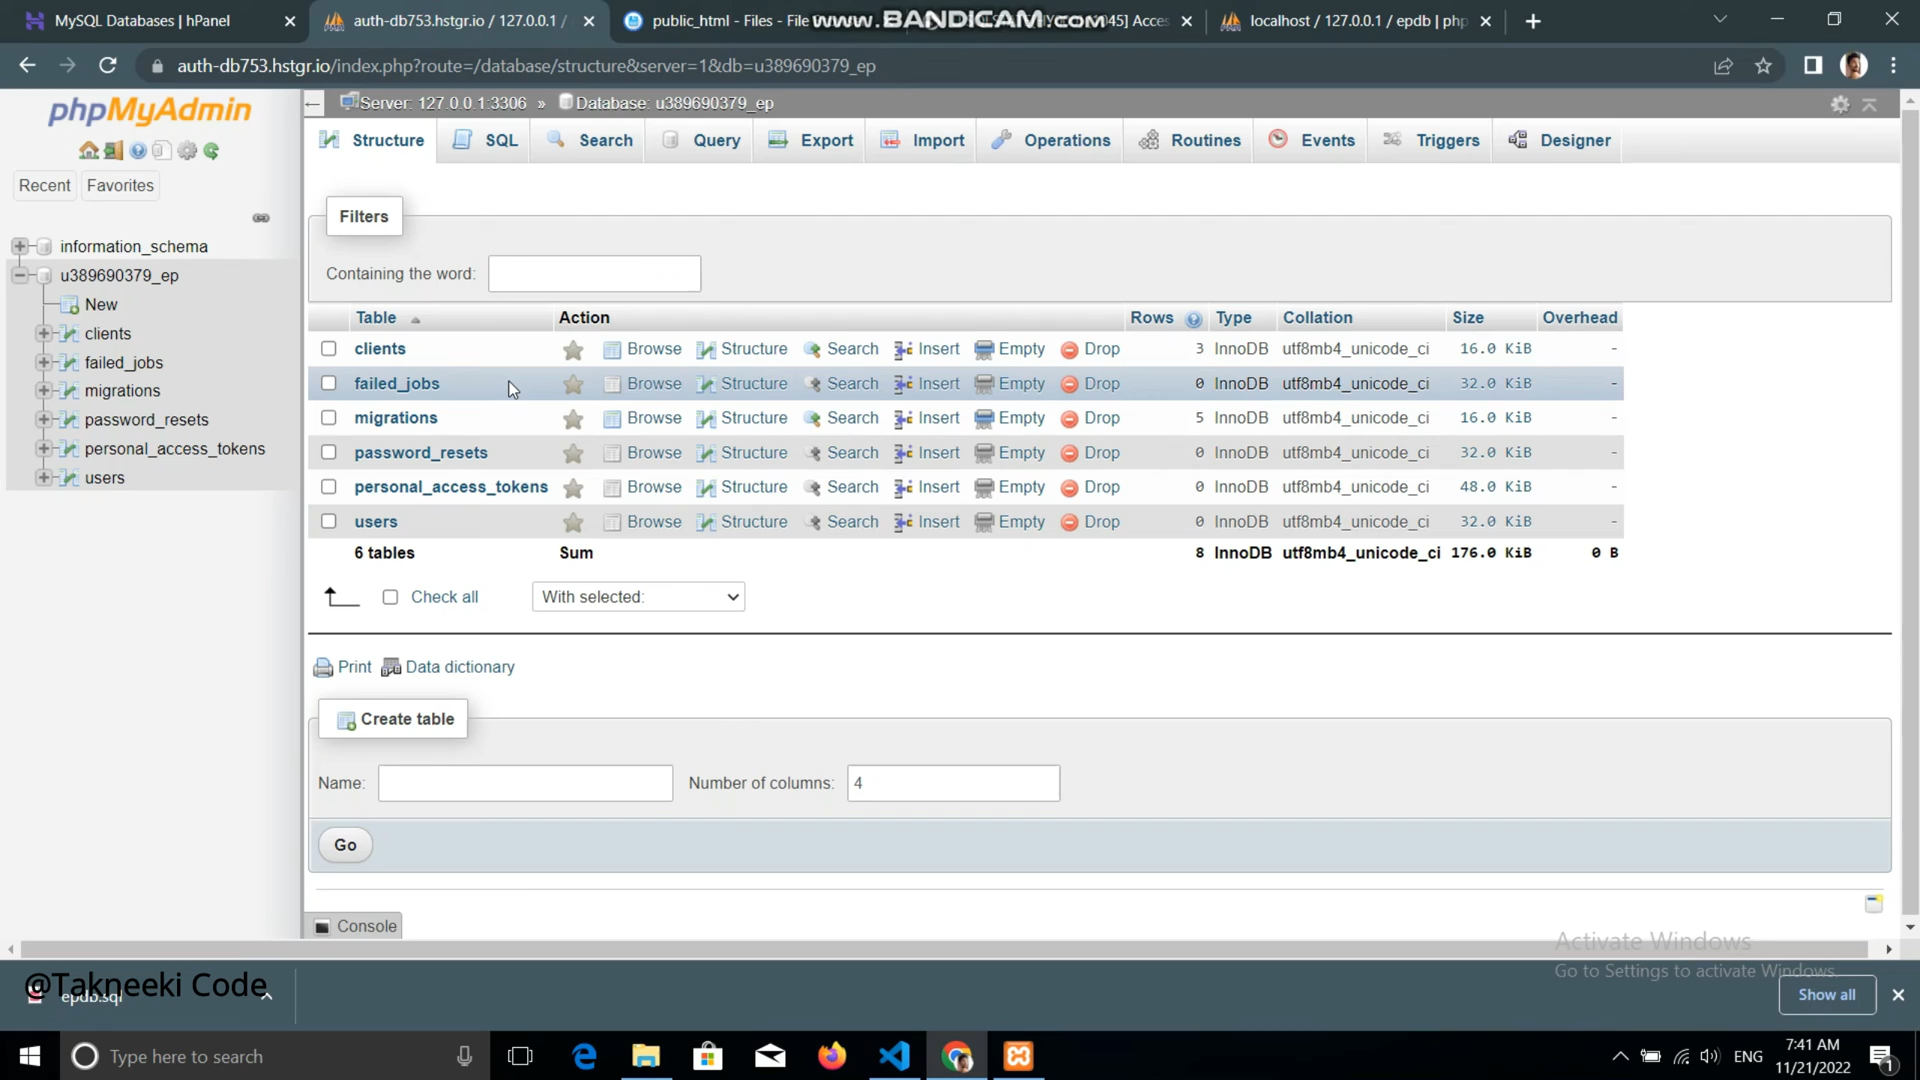 MySQL Databases | hPanel
auth-db753.hstgr.io / 127.0.0.1 /
public_html - Files - File
www.BANDICAM.com
045] Acces
localhost / 127.0.0.1 / epdb | php
auth-db753.hstgr.io/index.php?route=/database/structure&server=1&db=u389690379_ep
phpMyAdmin
Recent
Favorites
information_schema
u389690379_ep
New
clients
failed_jobs
migrations
password_resets
personal_access_tokens
users
Server: 127.0.0.1:3306 » Database: u389690379_ep
Structure SQL Search Query Export Import Operations Routines Events Triggers Designer
Filters
Containing the word:
Table Action Rows Type Collation Size Overhead
clients Browse Structure Search Insert Empty Drop 3 InnoDB utf8mb4_unicode_ci 16.0 KiB -
failed_jobs Browse Structure Search Insert Empty Drop 0 InnoDB utf8mb4_unicode_ci 32.0 KiB -
migrations Browse Structure Search Insert Empty Drop 5 InnoDB utf8mb4_unicode_ci 16.0 KiB -
password_resets Browse Structure Search Insert Empty Drop 0 InnoDB utf8mb4_unicode_ci 32.0 KiB -
personal_access_tokens Browse Structure Search Insert Empty Drop 0 InnoDB utf8mb4_unicode_ci 48.0 KiB -
users Browse Structure Search Insert Empty Drop 0 InnoDB utf8mb4_unicode_ci 32.0 KiB -
6 tables Sum 8 InnoDB utf8mb4_unicode_ci 176.0 KiB 0 B
Check all With selected:
Print Data dictionary
Create table
Name: Number of columns: 4
Go
Console
Activate Windows
Go to Settings to activate Windows.
@Takneeki Code
epdb.sql
Show all
Type here to search
ENG
7:41 AM
11/21/2022
1